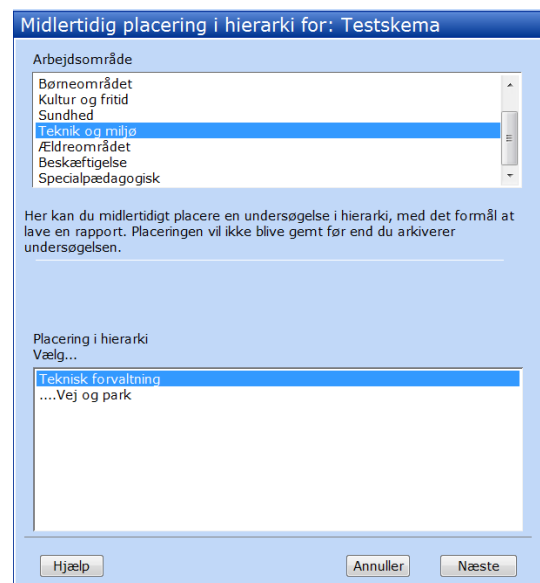 Midlertidig placering i hierarki for: Testskema
Arbejdsområde
Børneområdet
Kultur og fritid
Sundhed
Teknik og miljø
Ældreområdet
Beskæftigelse
Specialpædagogisk
Her kan du midlertidigt placere en undersøgelse i hierarki, med det formål at
lave en rapport. Placeringen vil ikke blive gemt før end du arkiverer
undersøgelsen.
Placering i hierarki
Vælg...
Teknisk forvaltning
....Vej og park
Hjælp Annuller Næste